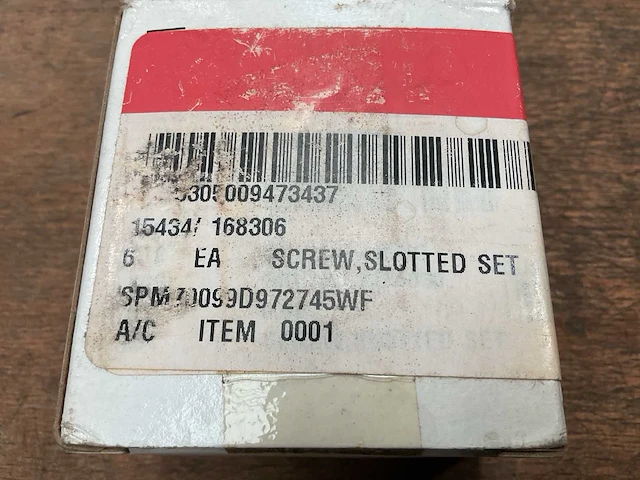 5305009473437
15434/ 168306
6 EA SCREW,SLOTTED SET
SPM70099D972745WF
A/C ITEM 0001